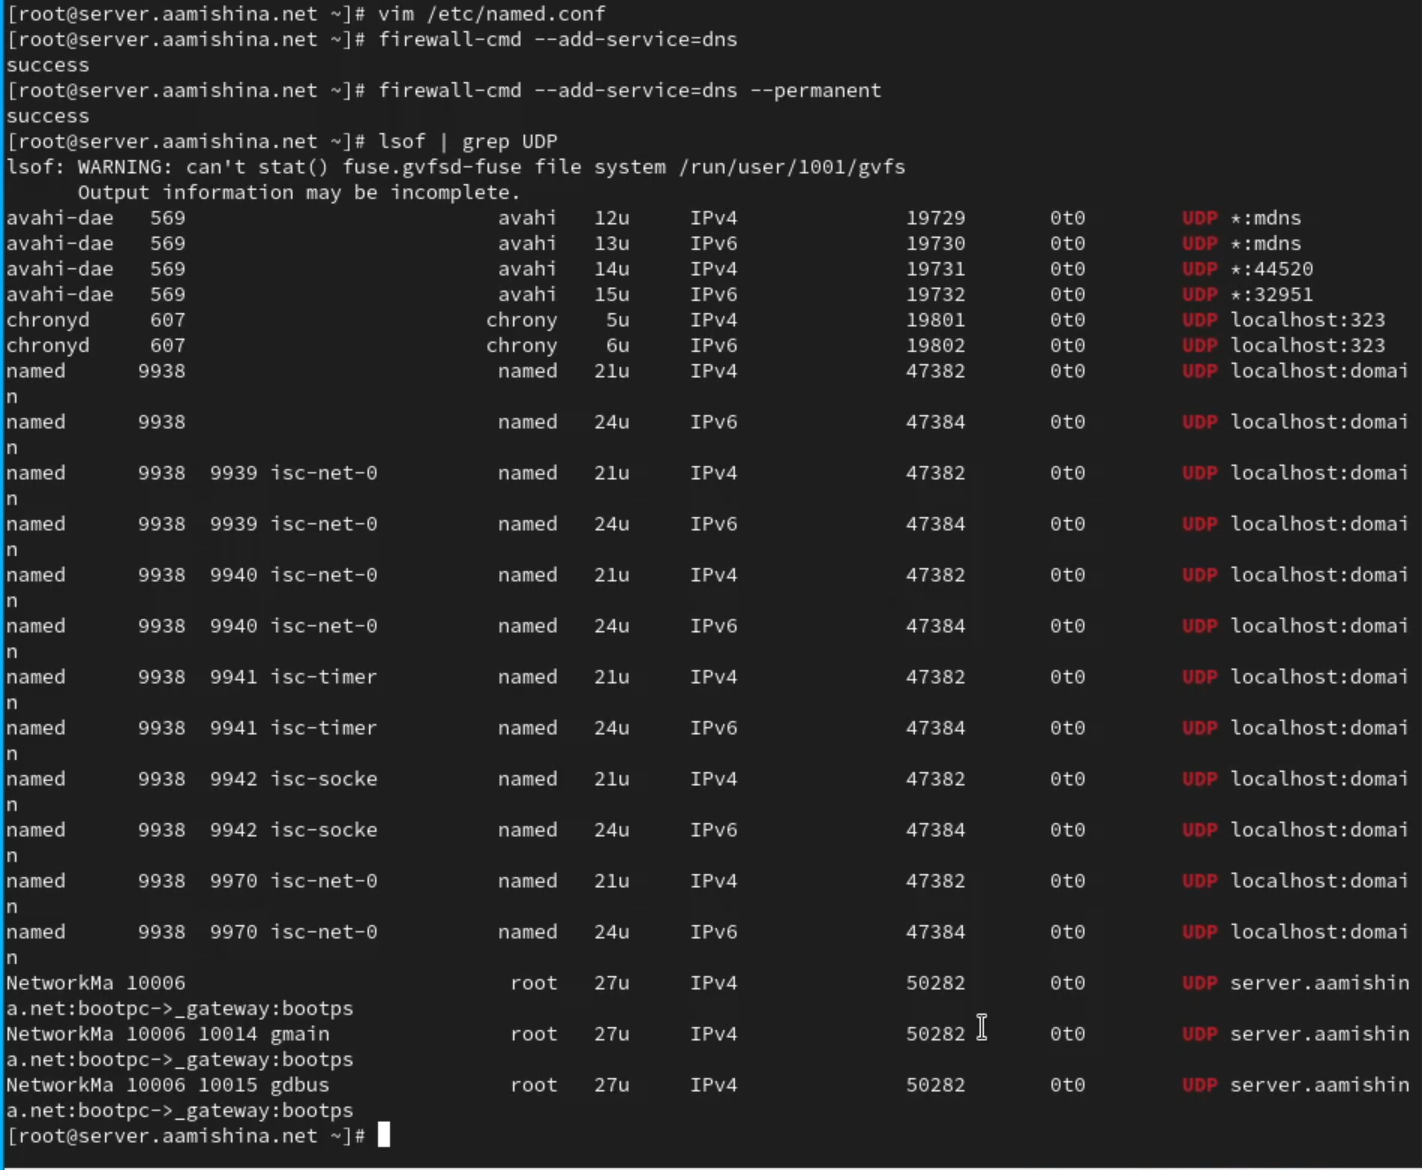 [root@server.aamishina.net ~]# vim /etc/named.conf
[root@server.aamishina.net ~]# firewall-cmd --add-service=dns
success
[root@server.aamishina.net ~]# firewall-cmd --add-service=dns --permanent
success
[root@server.aamishina.net ~]# lsof | grep UDP
lsof: WARNING: can't stat() fuse.gvfsd-fuse file system /run/user/1001/gvfs
      Output information may be incomplete.
avahi-dae   569                          avahi   12u     IPv4              19729       0t0        UDP *:mdns
avahi-dae   569                          avahi   13u     IPv6              19730       0t0        UDP *:mdns
avahi-dae   569                          avahi   14u     IPv4              19731       0t0        UDP *:44520
avahi-dae   569                          avahi   15u     IPv6              19732       0t0        UDP *:32951
chronyd     607                         chrony    5u     IPv4              19801       0t0        UDP localhost:323
chronyd     607                         chrony    6u     IPv6              19802       0t0        UDP localhost:323
named      9938                          named   21u     IPv4              47382       0t0        UDP localhost:domai
n
named      9938                          named   24u     IPv6              47384       0t0        UDP localhost:domai
n
named      9938  9939 isc-net-0          named   21u     IPv4              47382       0t0        UDP localhost:domai
n
named      9938  9939 isc-net-0          named   24u     IPv6              47384       0t0        UDP localhost:domai
n
named      9938  9940 isc-net-0          named   21u     IPv4              47382       0t0        UDP localhost:domai
n
named      9938  9940 isc-net-0          named   24u     IPv6              47384       0t0        UDP localhost:domai
n
named      9938  9941 isc-timer          named   21u     IPv4              47382       0t0        UDP localhost:domai
n
named      9938  9941 isc-timer          named   24u     IPv6              47384       0t0        UDP localhost:domai
n
named      9938  9942 isc-socke          named   21u     IPv4              47382       0t0        UDP localhost:domai
n
named      9938  9942 isc-socke          named   24u     IPv6              47384       0t0        UDP localhost:domai
n
named      9938  9970 isc-net-0          named   21u     IPv4              47382       0t0        UDP localhost:domai
n
named      9938  9970 isc-net-0          named   24u     IPv6              47384       0t0        UDP localhost:domai
n
NetworkMa 10006                           root   27u     IPv4              50282       0t0        UDP server.aamishin
a.net:bootpc->_gateway:bootps
NetworkMa 10006 10014 gmain               root   27u     IPv4              50282       0t0        UDP server.aamishin
a.net:bootpc->_gateway:bootps
NetworkMa 10006 10015 gdbus               root   27u     IPv4              50282       0t0        UDP server.aamishin
a.net:bootpc->_gateway:bootps
[root@server.aamishina.net ~]#